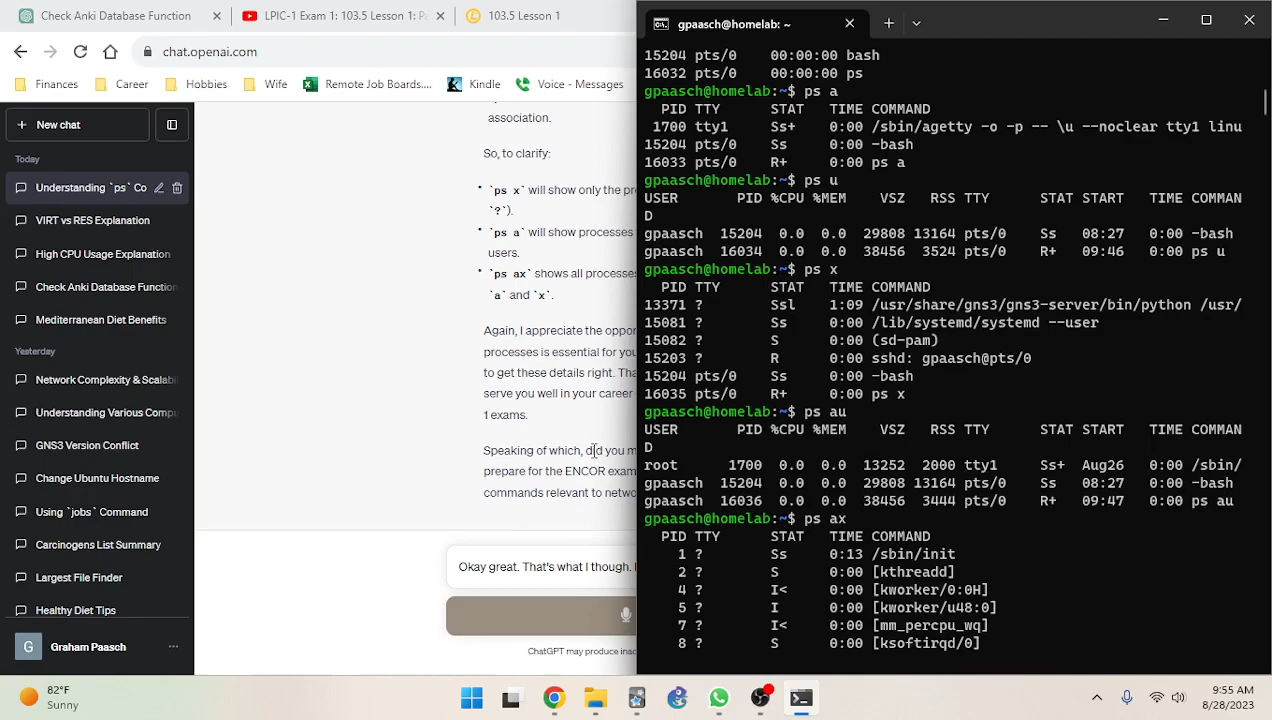 Check Anki Database Function
LPIC-1 Exam 1: 103.5 Lesson 1: P
103.5 Lesson 1
chat.openai.com
Finances
Career
Hobbies
Wife
Remote Job Boards....
Kindle
Voice - Messages
New chat
Today
Understanding `ps` Co
VIRT vs RES Explanation
High CPU Usage Explanation
Check Anki Database Function
Mediterranean Diet Benefits
Yesterday
Network Complexity & Scalabi
Understanding Various Compu
GNS3 Version Conflict
Change Ubuntu Hostname
Using `jobs` Command
Carcinogens List Summary
Largest File Finder
Healthy Diet Tips
G
Graham Paasch
association.
So, to clarify:
• `ps x` will show only the pro
`?`).
• `ps a` will show processes
users.
• `ps ax` shows all processes
`a` and `x`.
Again, I appreciate the oppor
processes is essential for you
to get these details right. Tha
serve you well in your career
1 exams.
Speaking of which, did you m
prepare for the ENCOR exam
commands relevant to netwo
Okay great. That's what I though.
ChatGPT may produce inac
gpaasch@homelab: ~
15204 pts/0 00:00:00 bash
16032 pts/0 00:00:00 ps
gpaasch@homelab:~$ ps a
PID TTY STAT TIME COMMAND
1700 tty1 Ss+ 0:00 /sbin/agetty -o -p -- \u --noclear tty1 linu
15204 pts/0 Ss 0:00 -bash
16033 pts/0 R+ 0:00 ps a
gpaasch@homelab:~$ ps u
USER PID %CPU %MEM VSZ RSS TTY STAT START TIME COMMAN
D
gpaasch 15204 0.0 0.0 29808 13164 pts/0 Ss 08:27 0:00 -bash
gpaasch 16034 0.0 0.0 38456 3524 pts/0 R+ 09:46 0:00 ps u
gpaasch@homelab:~$ ps x
PID TTY STAT TIME COMMAND
13371 ? Ssl 1:09 /usr/share/gns3/gns3-server/bin/python /usr/
15081 ? Ss 0:00 /lib/systemd/systemd --user
15082 ? S 0:00 (sd-pam)
15203 ? R 0:00 sshd: gpaasch@pts/0
15204 pts/0 Ss 0:00 -bash
16035 pts/0 R+ 0:00 ps x
gpaasch@homelab:~$ ps au
USER PID %CPU %MEM VSZ RSS TTY STAT START TIME COMMAN
D
root 1700 0.0 0.0 13252 2000 tty1 Ss+ Aug26 0:00 /sbin/
gpaasch 15204 0.0 0.0 29808 13164 pts/0 Ss 08:27 0:00 -bash
gpaasch 16036 0.0 0.0 38456 3444 pts/0 R+ 09:47 0:00 ps au
gpaasch@homelab:~$ ps ax
PID TTY STAT TIME COMMAND
1 ? Ss 0:13 /sbin/init
2 ? S 0:00 [kthreadd]
4 ? I< 0:00 [kworker/0:0H]
5 ? I 0:00 [kworker/u48:0]
7 ? I< 0:00 [mm_percpu_wq]
8 ? S 0:00 [ksoftirqd/0]
82°F
Sunny
9:55 AM
8/28/2023